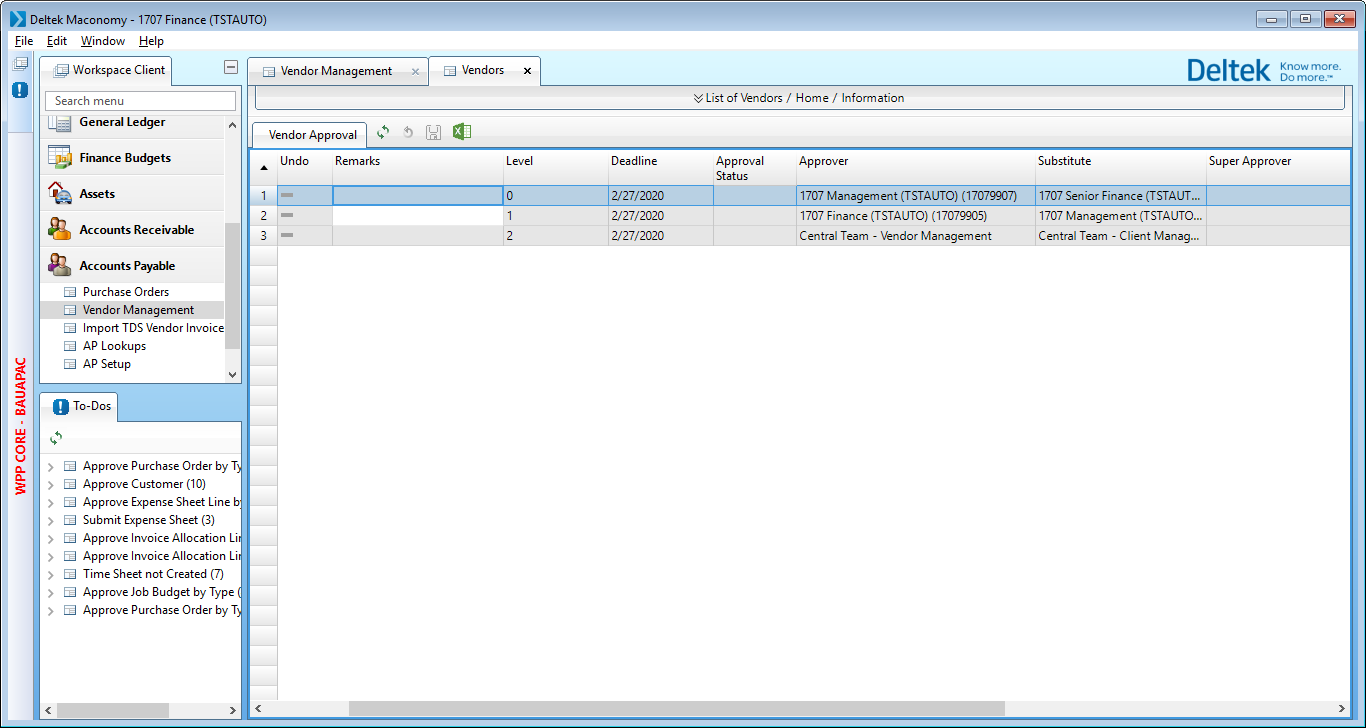 Deltek Maconomy - 1707 Finance (TSTAUTO)
File Edit Window Help
Workspace Client
Search menu
General Ledger
Finance Budgets
Assets
Accounts Receivable
Accounts Payable
Purchase Orders
Vendor Management
Import TDS Vendor Invoice
AP Lookups
AP Setup
WPP CORE - BAUAPAC
To-Dos
Approve Purchase Order by Ty
Approve Customer (10)
Approve Expense Sheet Line by
Submit Expense Sheet (3)
Approve Invoice Allocation Lin
Approve Invoice Allocation Lin
Time Sheet not Created (7)
Approve Job Budget by Type (
Approve Purchase Order by Ty
Vendor Management Vendors
Deltek Know more.
Do more.™
List of Vendors / Home / Information
Vendor Approval
Undo Remarks Level Deadline Approval Status Approver Substitute Super Approver
1 0 2/27/2020 1707 Management (TSTAUTO) (17079907) 1707 Senior Finance (TSTAUT...
2 1 2/27/2020 1707 Finance (TSTAUTO) (17079905) 1707 Management (TSTAUTO...
3 2 2/27/2020 Central Team - Vendor Management Central Team - Client Manag...